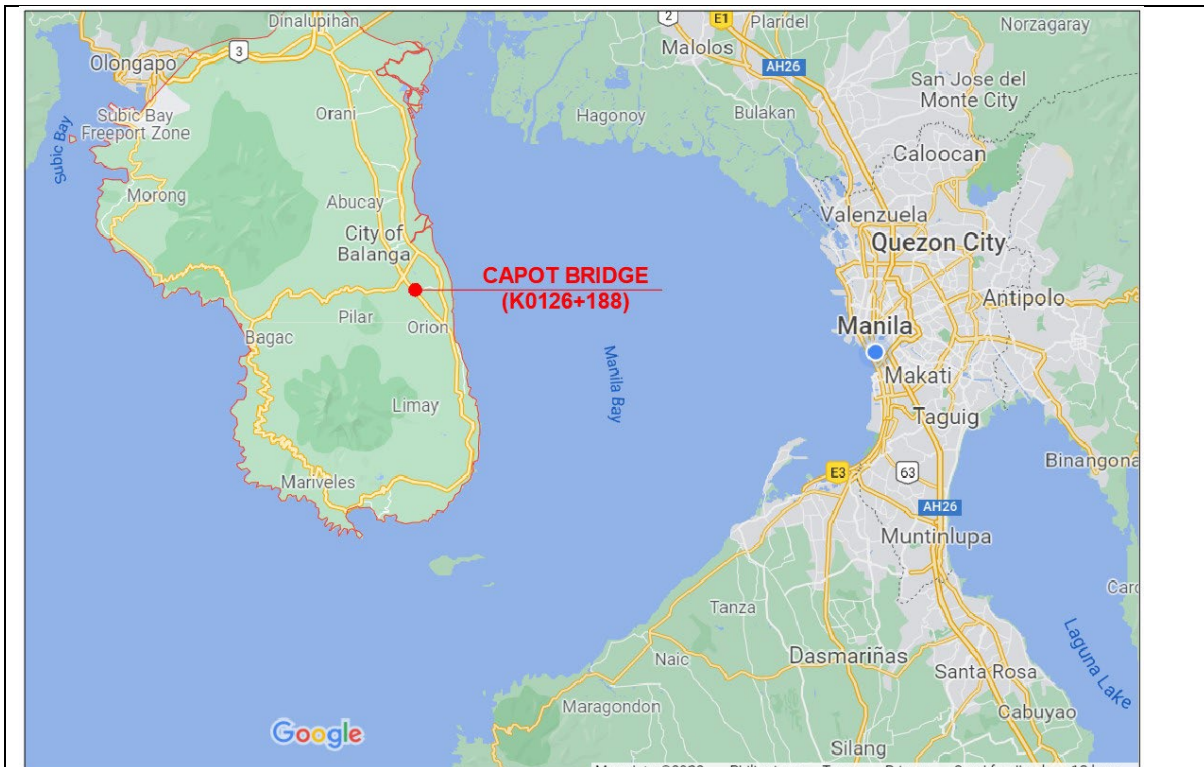 Dinalupihan
2
Plaridel
E1
Norzagaray
3
Malolos
AH26
Olongapo
San Jose del
Monte City
Subic Bay
Freeport Zone
Orani
Hagonoy
Bulakan
Caloocan
Subic Bay
Morong
Abucay
Valenzuela
City of
Balanga
Quezon City
CAPOT BRIDGE
(K0126+188)
Antipolo
Pilar
Orion
Bagac
Manila
Manila Bay
Makati
Limay
Taguig
Binangona
Mariveles
E3
63
AH26
Muntinlupa
Card
Tanza
Laguna Lake
Naic
Dasmariñas
Santa Rosa
Maragondon
Cabuyao
Google
Silang